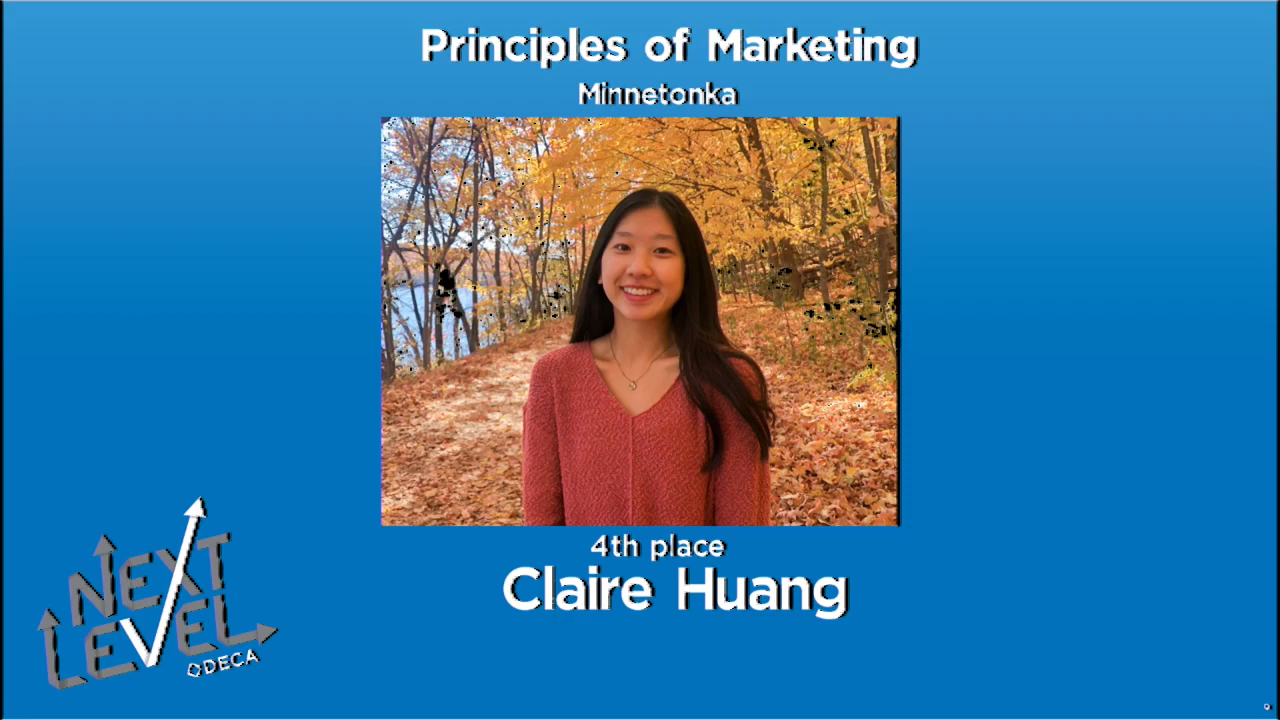 Principles of Marketing
Minnetonka
4th place
Claire Huang
NEXT
LEVEL
DECA